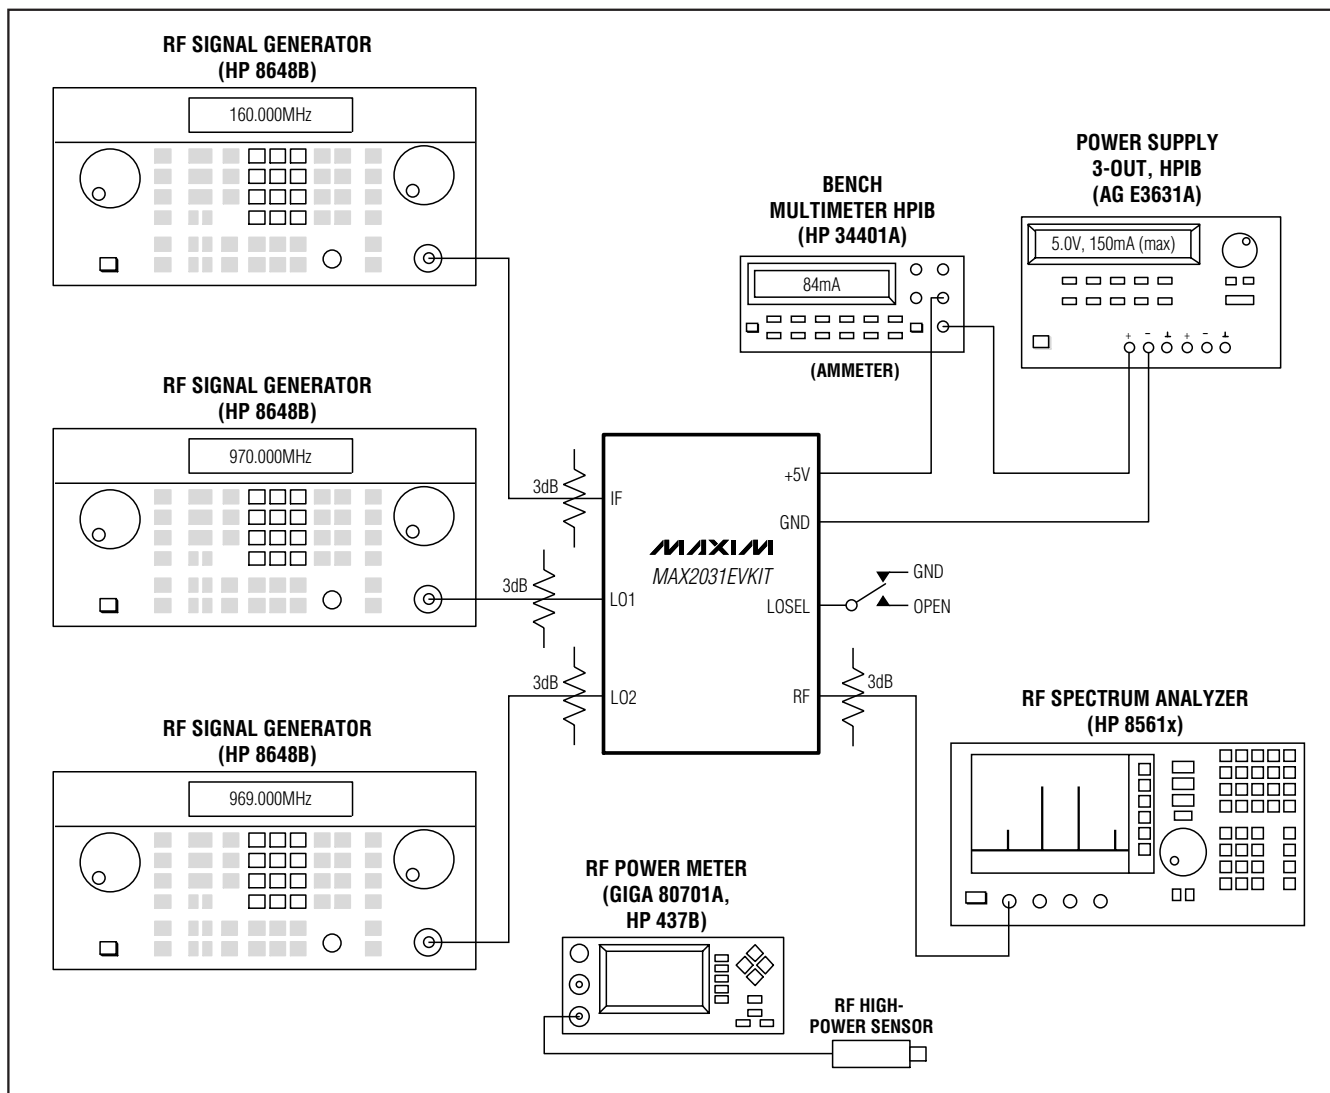 RF SIGNAL GENERATOR
(HP 8648B)
160.000MHz
POWER SUPPLY
3-OUT, HPIB
(AG E3631A)
5.0V, 150mA (max)
+ − ⊥ + − ⊥
BENCH
MULTIMETER HPIB
(HP 34401A)
84mA
(AMMETER)
RF SIGNAL GENERATOR
(HP 8648B)
970.000MHz
3dB
IF
+5V
GND
MAXIM
MAX2031EVKIT
3dB
LO1
LOSEL
GND
OPEN
3dB
LO2
RF
3dB
RF SIGNAL GENERATOR
(HP 8648B)
969.000MHz
RF SPECTRUM ANALYZER
(HP 8561x)
RF POWER METER
(GIGA 80701A,
HP 437B)
RF HIGH-
POWER SENSOR